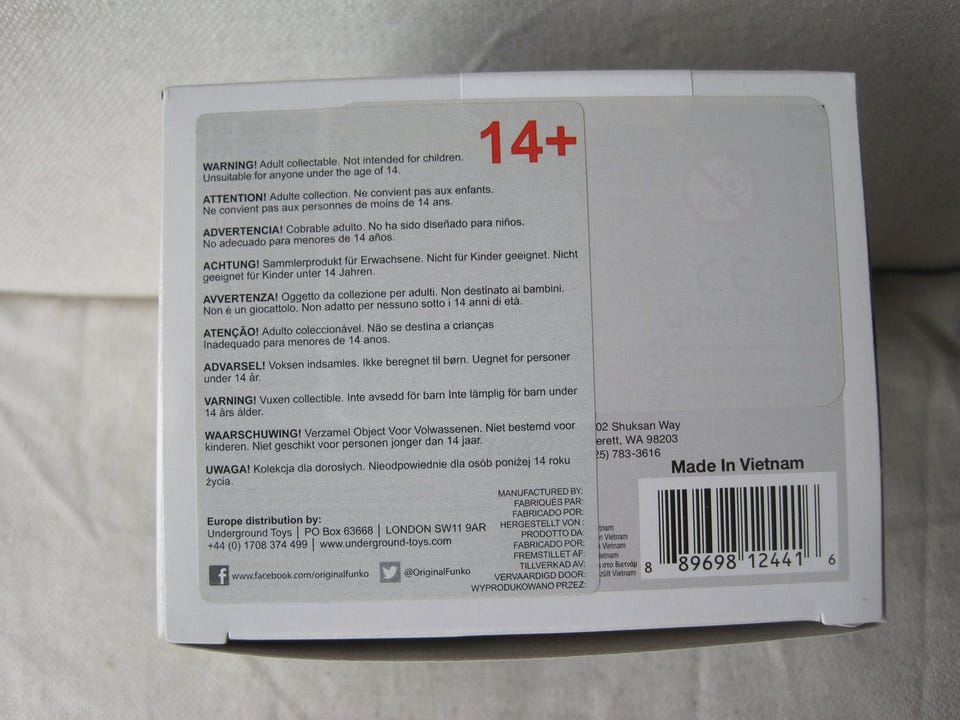 14+
WARNING! Adult collectable. Not intended for children.
Unsuitable for anyone under the age of 14.
ATTENTION! Adulte collection. Ne convient pas aux enfants.
Ne convient pas aux personnes de moins de 14 ans.
ADVERTENCIA! Cobrable adulto. No ha sido diseñado para niños.
No adecuado para menores de 14 años.
ACHTUNG! Sammlerprodukt für Erwachsene. Nicht für Kinder geeignet. Nicht
geeignet für Kinder unter 14 Jahren.
AVVERTENZA! Oggetto da collezione per adulti. Non destinato ai bambini.
Non è un giocattolo. Non adatto per nessuno sotto i 14 anni di età.
ATENÇÃO! Adulto coleccionável. Não se destina a crianças
Inadequado para menores de 14 anos.
ADVARSEL! Voksen indsamles. Ikke beregnet til børn. Uegnet for personer
under 14 år.
VARNING! Vuxen collectible. Inte avsedd för barn Inte lämplig för barn under
14 års ålder.
WAARSCHUWING! Verzamel Object Voor Volwassenen. Niet bestemd voor
kinderen. Niet geschikt voor personen jonger dan 14 jaar.
UWAGA! Kolekcja dla dorosłych. Nieodpowiednie dla osób poniżej 14 roku
życia.
Europe distribution by:
Underground Toys | PO Box 63668 | LONDON SW11 9AR
+44 (0) 1708 374 499 | www.underground-toys.com
www.facebook.com/originalFunko @OriginalFunko
MANUFACTURED BY:
FABRIQUÉS PAR:
FABRICADO POR:
HERGESTELLT VON :
PRODOTTO DA:
FABRICADO POR:
FREMSTILLET AF:
TILLVERKAD AV:
VERVAARDIGD DOOR:
WYPRODUKOWANO PRZEZ:
02 Shuksan Way
erett, WA 98203
25) 783-3616
Made In Vietnam
tnam
n Vietnam
Vietnam
ietnam
στο Βιετνάμ
Vietnam
8 89698 12441 6